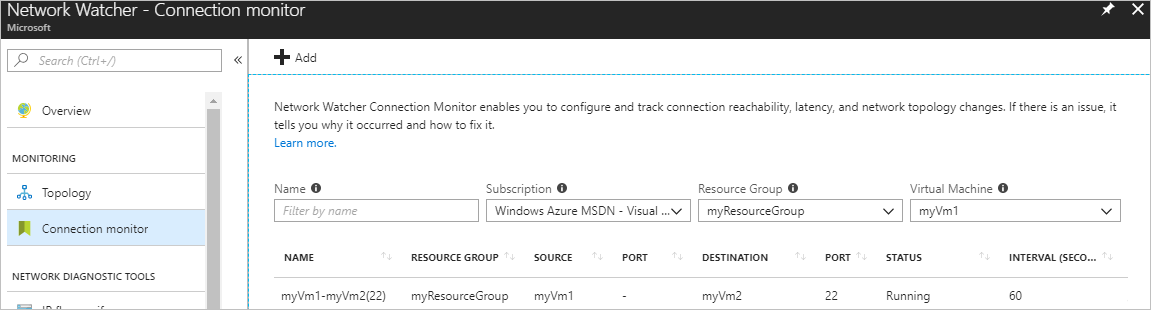 Network Watcher - Connection monitor
Microsoft
Search (Ctrl+/)
«
Add
Overview
Network Watcher Connection Monitor enables you to configure and track connection reachability, latency, and network topology changes. If there is an issue, it
tells you why it occurred and how to fix it.
Learn more.
MONITORING
Topology
Connection monitor
NETWORK DIAGNOSTIC TOOLS
Name Subscription Resource Group Virtual Machine
Filter by name Windows Azure MSDN - Visual ... myResourceGroup myVm1
NAME RESOURCE GROUP SOURCE PORT DESTINATION PORT STATUS INTERVAL (SECO...
myVm1-myVm2(22) myResourceGroup myVm1 - myVm2 22 Running 60